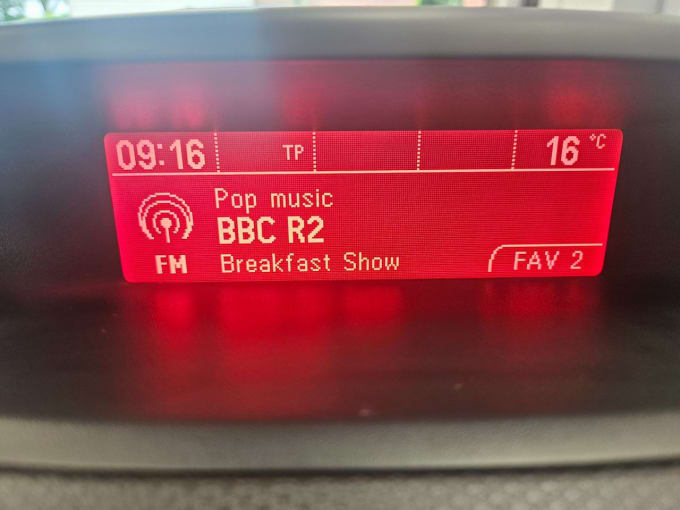 09:16 TP 16 °C
Pop music
BBC R2
FM Breakfast Show FAV 2